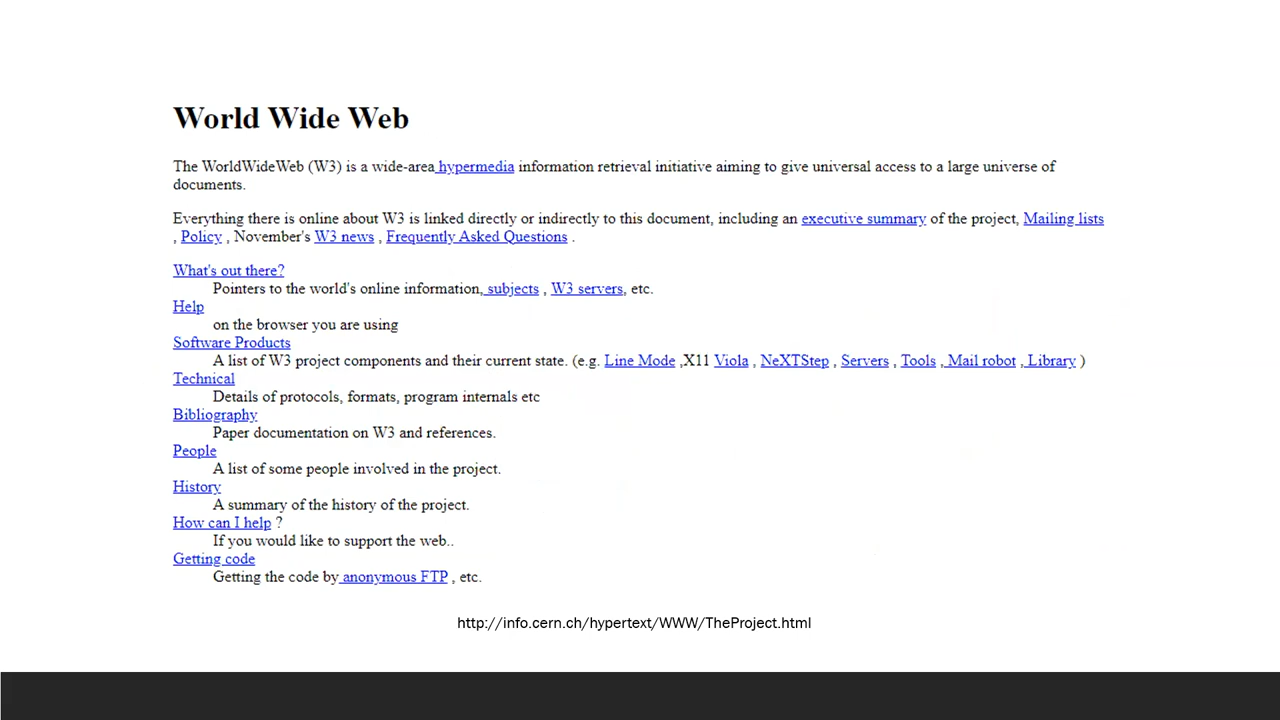 World Wide Web
The WorldWideWeb (W3) is a wide-area hypermedia information retrieval initiative aiming to give universal access to a large universe of
documents.
Everything there is online about W3 is linked directly or indirectly to this document, including an executive summary of the project, Mailing lists
, Policy , November's W3 news , Frequently Asked Questions .
What's out there?
Pointers to the world's online information, subjects , W3 servers, etc.
Help
on the browser you are using
Software Products
A list of W3 project components and their current state. (e.g. Line Mode ,X11 Viola , NeXTStep , Servers , Tools , Mail robot , Library )
Technical
Details of protocols, formats, program internals etc
Bibliography
Paper documentation on W3 and references.
People
A list of some people involved in the project.
History
A summary of the history of the project.
How can I help ?
If you would like to support the web..
Getting code
Getting the code by anonymous FTP , etc.
http://info.cern.ch/hypertext/WWW/TheProject.html